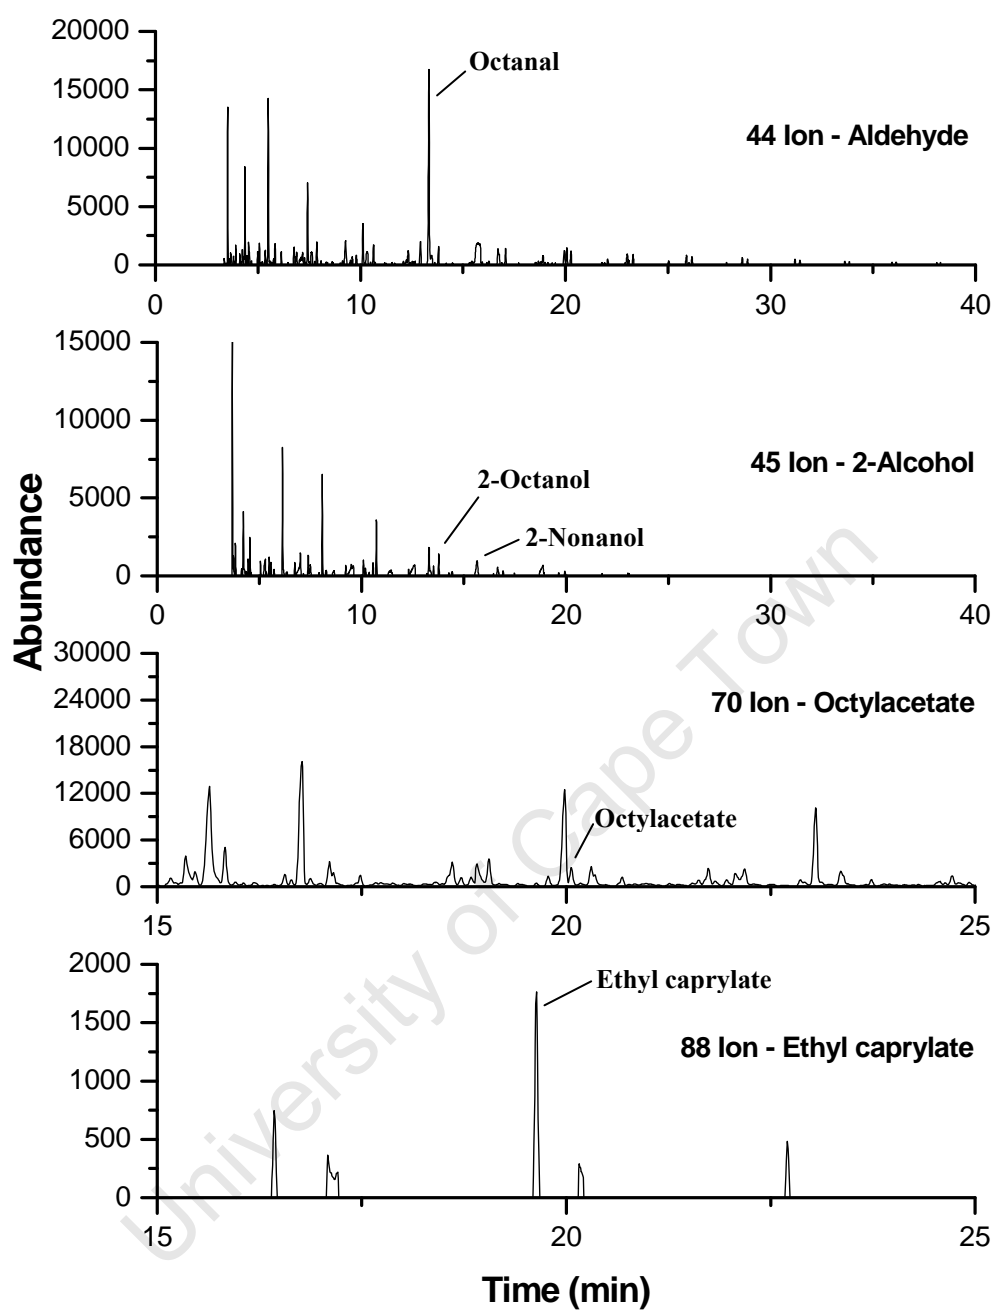 20000
15000
10000
5000
0
Octanal
44 Ion - Aldehyde
0 10 20 30 40
15000
10000
5000
0
2-Octanol
2-Nonanol
45 Ion - 2-Alcohol
0 10 20 30 40
Abundance
30000
24000
18000
12000
6000
0
70 Ion - Octylacetate
Octylacetate
15 20 25
2000
1500
1000
500
0
Ethyl caprylate
88 Ion - Ethyl caprylate
15 20 25
Time (min)
University of Cape Town